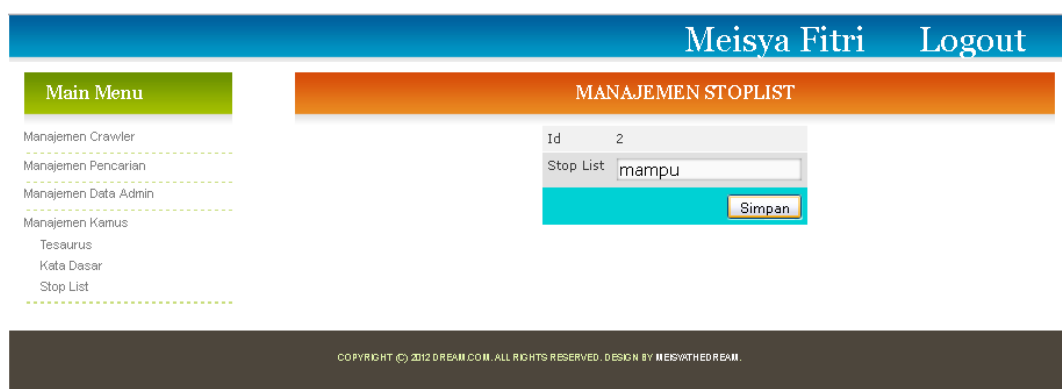 Meisya Fitri Logout
Main Menu
Manajemen Crawler
Manajemen Pencarian
Manajemen Data Admin
Manajemen Kamus
Tesaurus
Kata Dasar
Stop List
MANAJEMEN STOPLIST
Id 2
Stop List mampu
Simpan
COPYRIGHT (C) 2012 DREAM.COM. ALL RIGHTS RESERVED. DESIGN BY MEISYATHEDREAM.